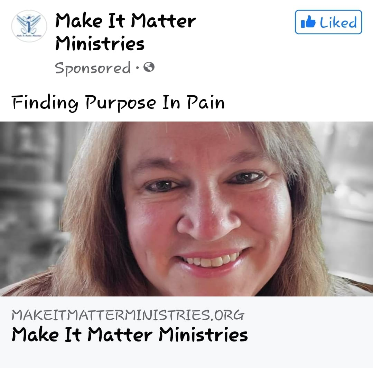 Make It Matter
Ministries
Liked
Sponsored ·
Finding Purpose In Pain
MAKEITMATTERMINISTRIES.ORG
Make It Matter Ministries